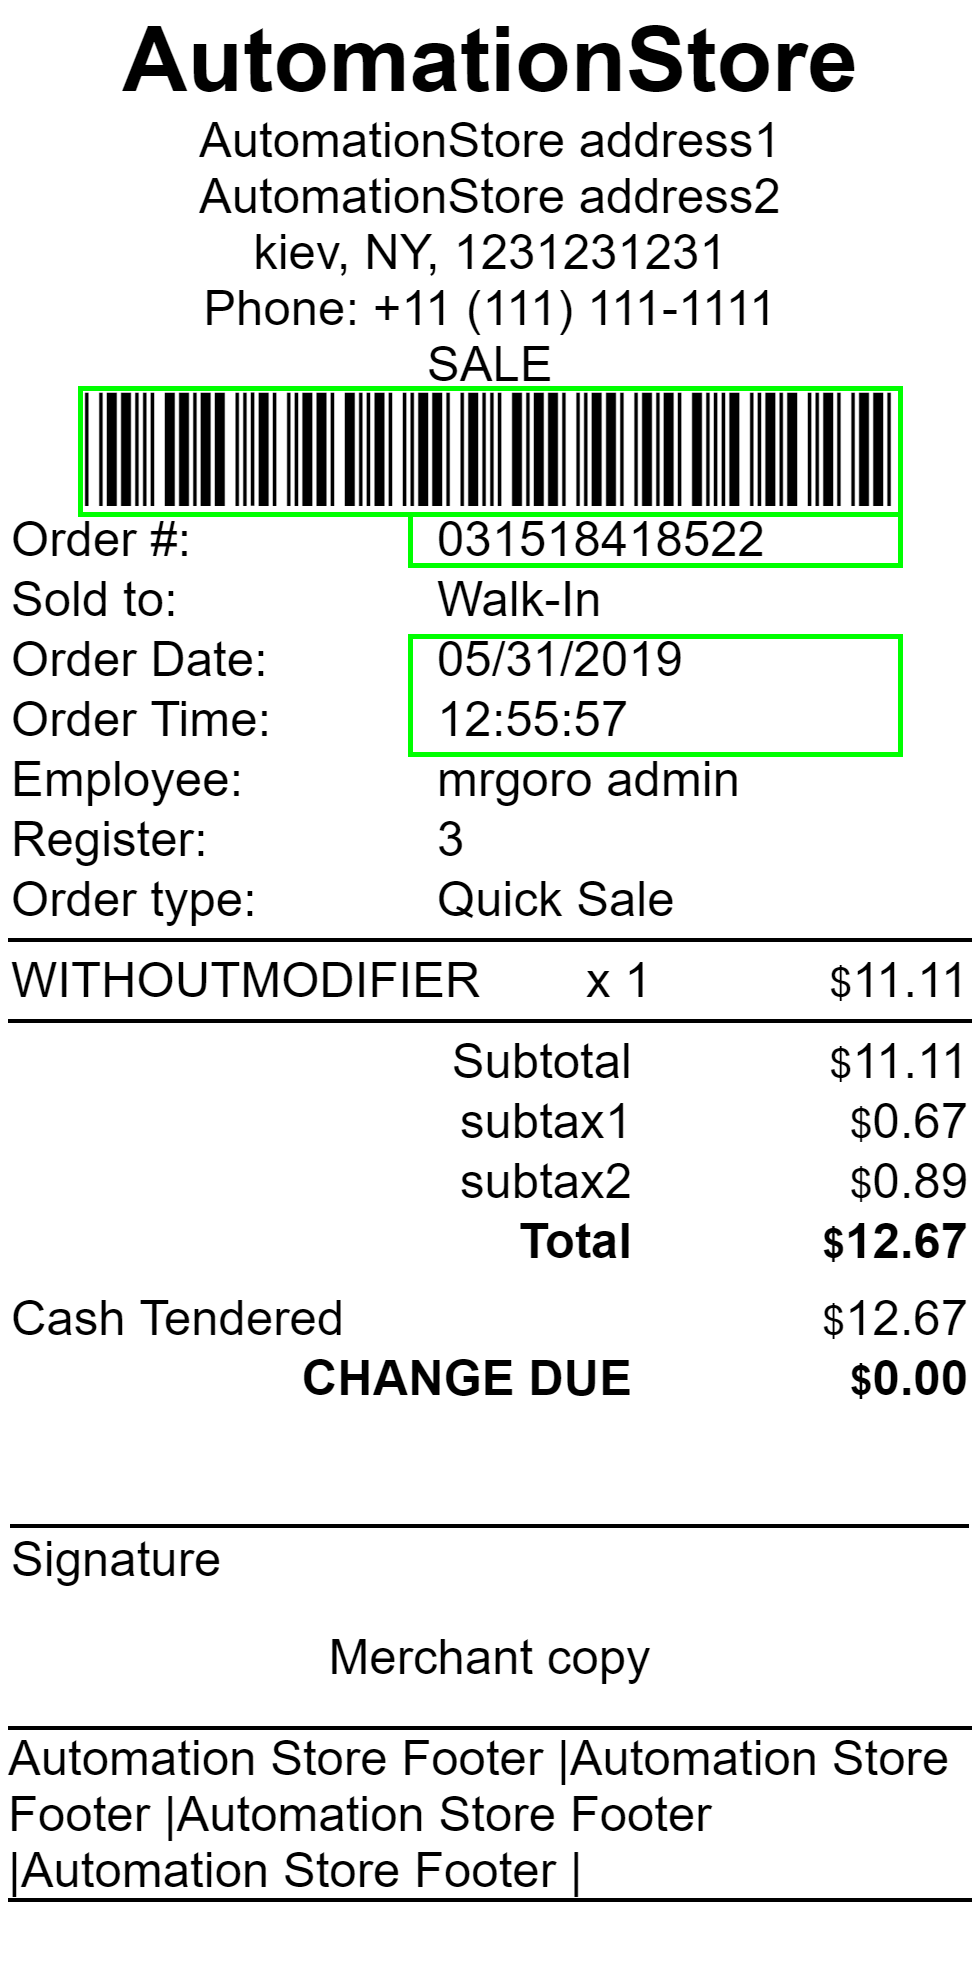 AutomationStore
AutomationStore address1
AutomationStore address2
kiev, NY, 1231231231
Phone: +11 (111) 111-1111
SALE
Order #: 031518418522
Sold to: Walk-In
Order Date: 05/31/2019
Order Time: 12:55:57
Employee: mrgoro admin
Register: 3
Order type: Quick Sale
WITHOUTMODIFIER x 1 $11.11
Subtotal $11.11
subtax1 $0.67
subtax2 $0.89
Total $12.67
Cash Tendered $12.67
CHANGE DUE $0.00
Signature
Merchant copy
Automation Store Footer |Automation Store
Footer |Automation Store Footer
|Automation Store Footer |